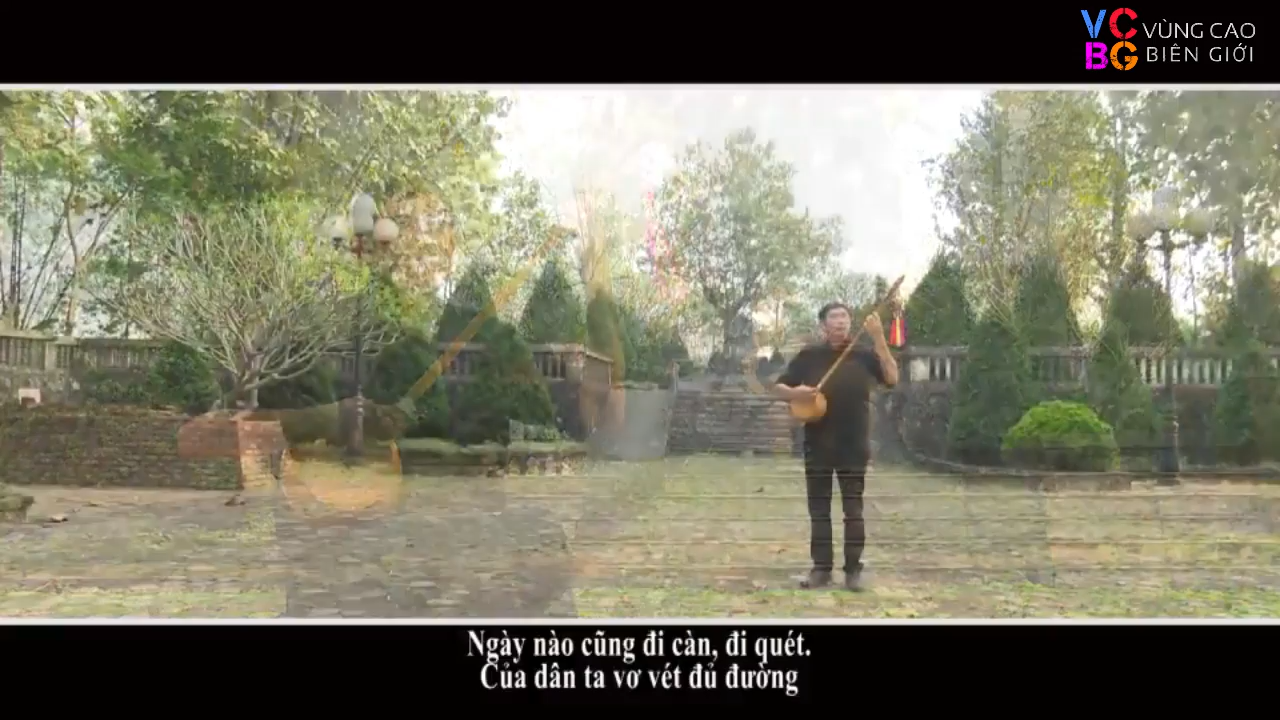 VC VÙNG CAO
BG BIÊN GIỚI
Ngày nào cũng đi càn, đi quét.
Của dân ta vơ vét đủ đường